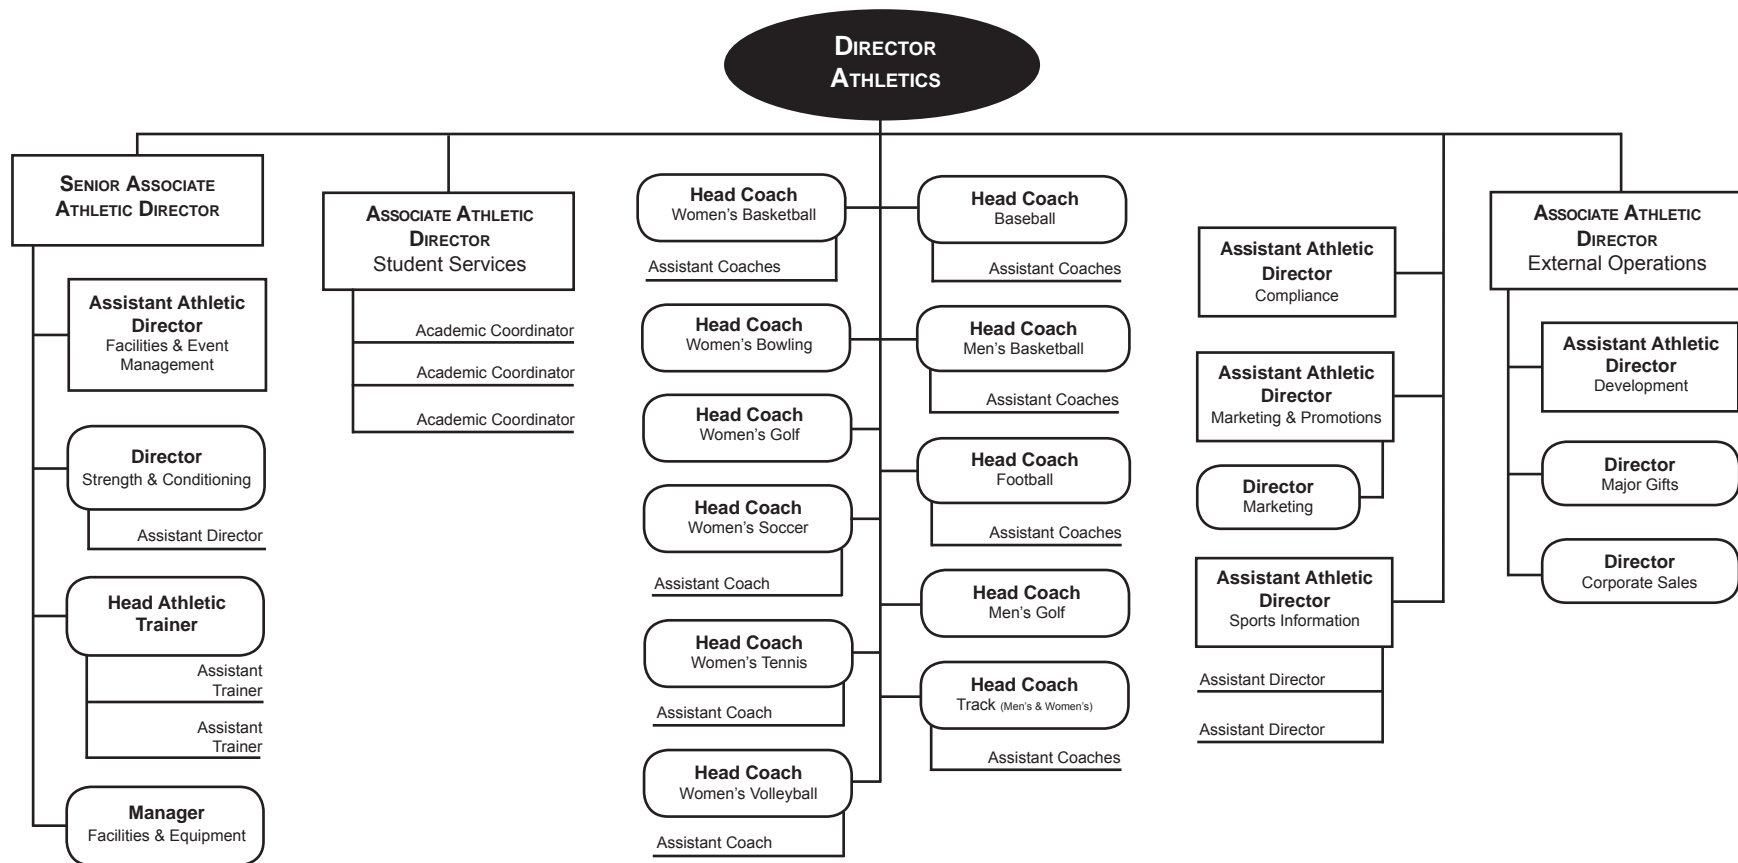 DIRECTOR
ATHLETICS
SENIOR ASSOCIATE
ATHLETIC DIRECTOR
Assistant Athletic
Director
Facilities & Event
Management
Director
Strength & Conditioning
Assistant Director
Head Athletic
Trainer
Assistant
Trainer
Assistant
Trainer
Manager
Facilities & Equipment
ASSOCIATE ATHLETIC
DIRECTOR
Student Services
Academic Coordinator
Academic Coordinator
Academic Coordinator
Head Coach
Women's Basketball
Assistant Coaches
Head Coach
Women's Bowling
Head Coach
Women's Golf
Head Coach
Women's Soccer
Assistant Coach
Head Coach
Women's Tennis
Assistant Coach
Head Coach
Women's Volleyball
Assistant Coach
Head Coach
Baseball
Assistant Coaches
Head Coach
Men's Basketball
Assistant Coaches
Head Coach
Football
Assistant Coaches
Head Coach
Men's Golf
Head Coach
Track (Men's & Women's)
Assistant Coaches
Assistant Athletic
Director
Compliance
Assistant Athletic
Director
Marketing & Promotions
Director
Marketing
Assistant Athletic
Director
Sports Information
Assistant Director
Assistant Director
ASSOCIATE ATHLETIC
DIRECTOR
External Operations
Assistant Athletic
Director
Development
Director
Major Gifts
Director
Corporate Sales